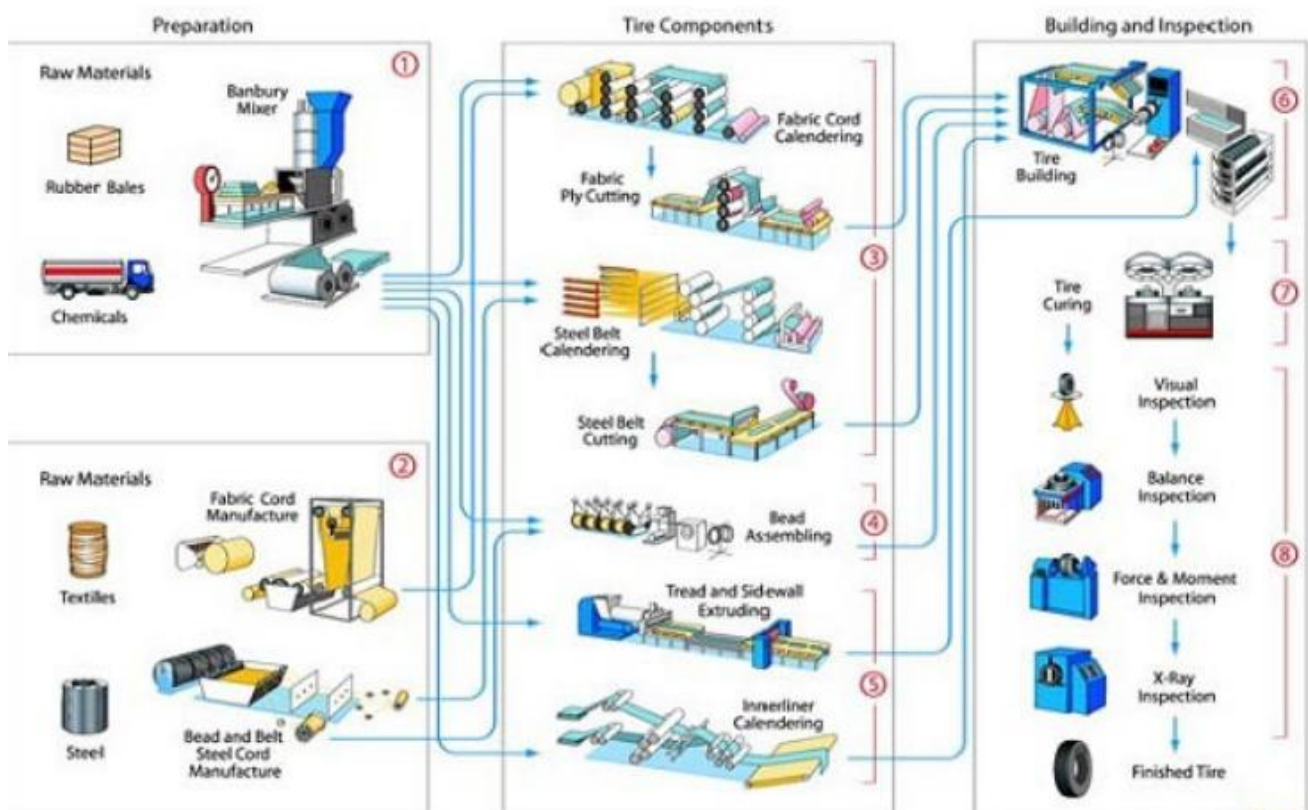 Preparation
Tire Components
Building and Inspection
Raw Materials
①
Banbury
Mixer
Rubber Bales
Chemicals
Raw Materials
②
Fabric Cord
Manufacture
Textilles
Steel
Bead and Belt
Steel Cord
Manufacture
Fabric Cord
Calendering
Fabric
Ply Cutting
③
Steel Belt
Calendering
Steel Belt
Cutting
④
Bead
Assembling
Tread and Sidewall
Extruding
⑤
Innerliner
Calendering
⑥
Tire
Building
⑦
Tire
Curing
Visual
Inspection
Balance
Inspection
⑧
Force & Moment
Inspection
X-Ray
Inspection
Finished Tire